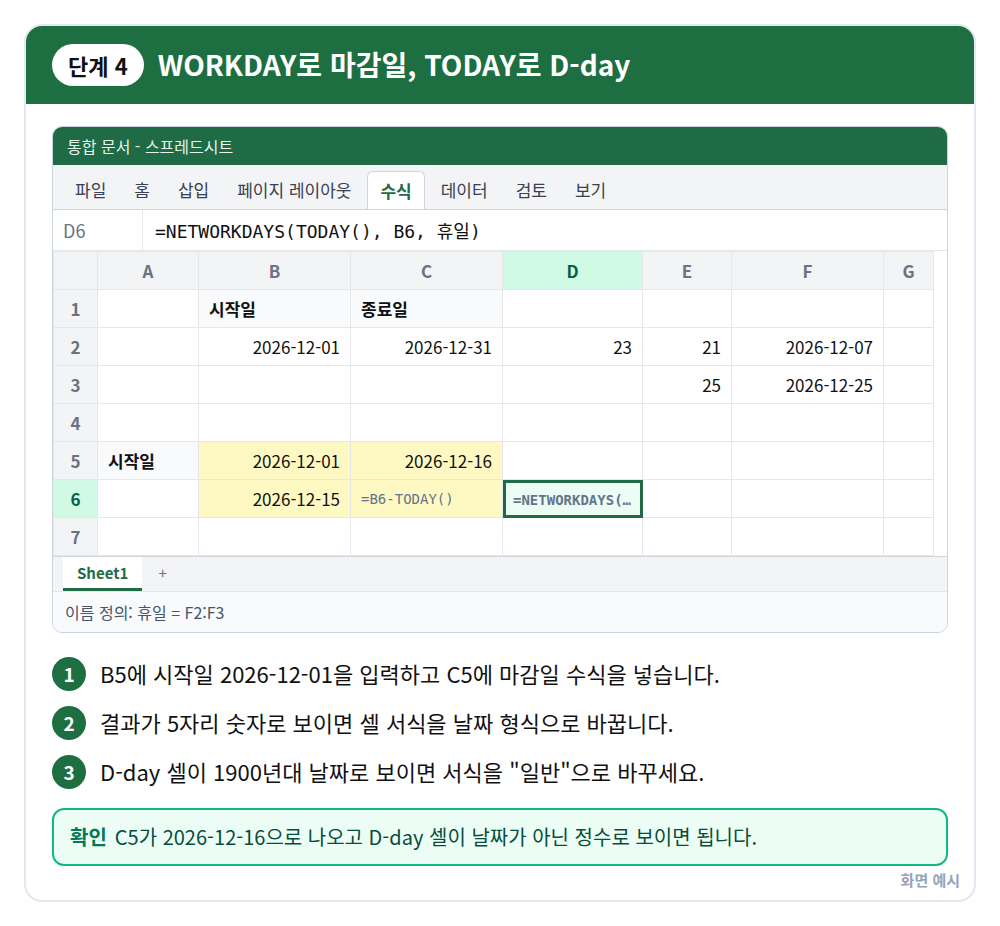 단계 4 WORKDAY로 마감일, TODAY로 D-day
통합 문서 - 스프레드시트
파일 홈 삽입 페이지 레이아웃 수식 데이터 검토 보기
D6 =NETWORKDAYS(TODAY(), B6, 휴일)
A B C D E F G
1 시작일 종료일
2 2026-12-01 2026-12-31 23 21 2026-12-07
3 25 2026-12-25
4
5 시작일 2026-12-01 2026-12-16
6 2026-12-15 =B6-TODAY() =NETWORKDAYS(…
7
Sheet1 +
이름 정의: 휴일 = F2:F3
1 B5에 시작일 2026-12-01을 입력하고 C5에 마감일 수식을 넣습니다.
2 결과가 5자리 숫자로 보이면 셀 서식을 날짜 형식으로 바꿉니다.
3 D-day 셀이 1900년대 날짜로 보이면 서식을 "일반"으로 바꾸세요.
확인 C5가 2026-12-16으로 나오고 D-day 셀이 날짜가 아닌 정수로 보이면 됩니다.
화면 예시